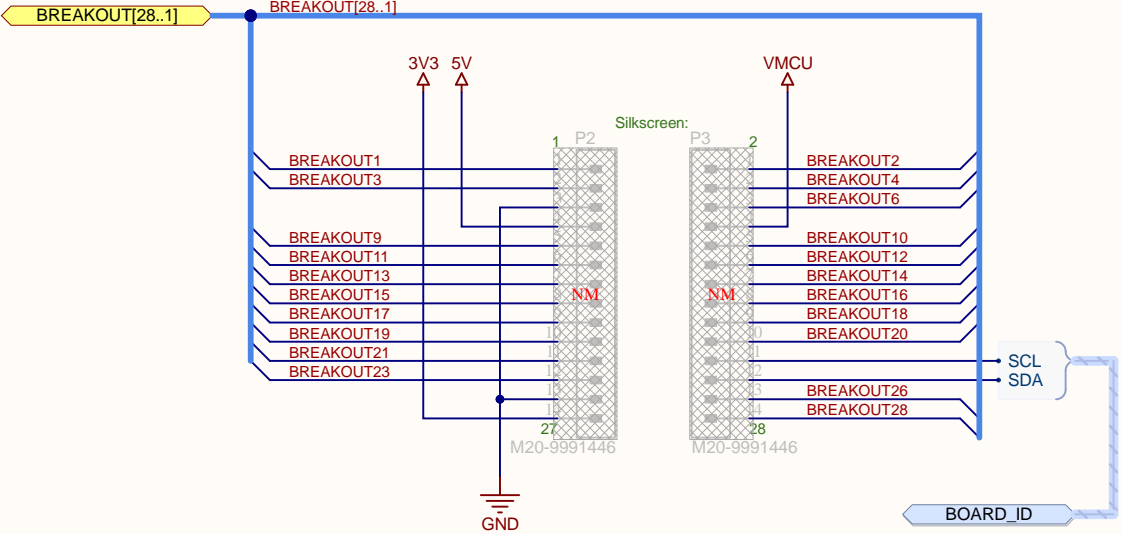 BREAKOUT[28..1]
BREAKOUT[28..1]
3V3 5V VMCU
Silkscreen:
1 P2 P3 2
BREAKOUT1 BREAKOUT2
BREAKOUT3 BREAKOUT4
BREAKOUT6
BREAKOUT9 BREAKOUT10
BREAKOUT11 BREAKOUT12
BREAKOUT13 BREAKOUT14
BREAKOUT15 NM NM BREAKOUT16
BREAKOUT17 BREAKOUT18
BREAKOUT19 BREAKOUT20
BREAKOUT21 SCL
BREAKOUT23 SDA
BREAKOUT26
BREAKOUT28
27 28
M20-9991446 M20-9991446
GND
BOARD_ID